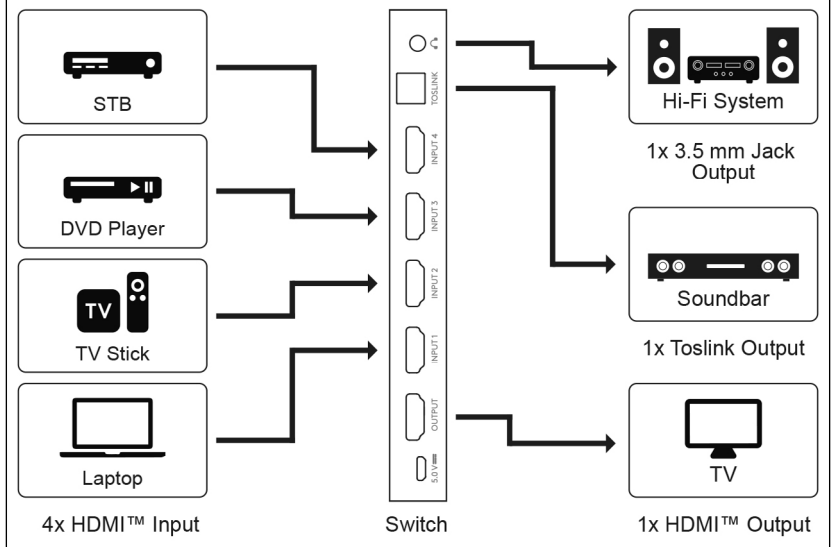 STB
DVD Player
TV
TV Stick
Laptop
4x HDMI™ Input
TOSLINK
INPUT 4
INPUT 3
INPUT 2
INPUT 1
OUTPUT
5.0 V
Switch
Hi-Fi System
1x 3.5 mm Jack
Output
Soundbar
1x Toslink Output
TV
1x HDMI™ Output